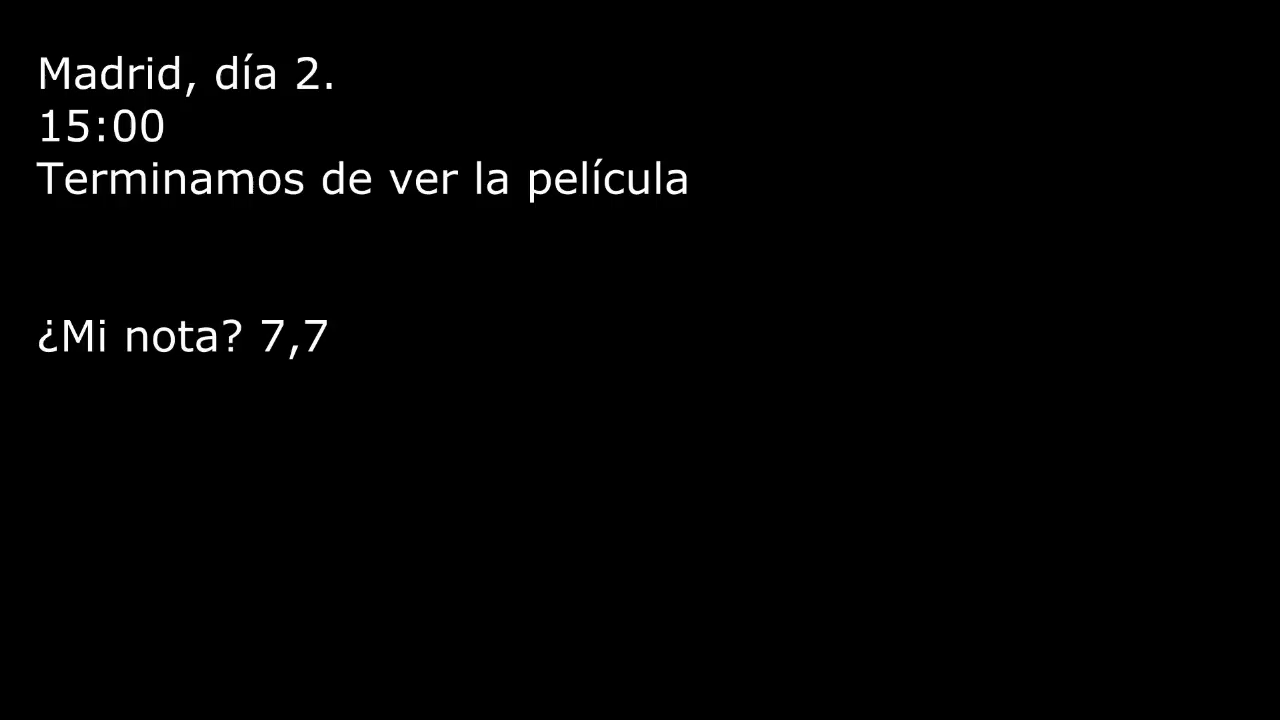 Madrid, día 2.
15:00
Terminamos de ver la película
¿Mi nota? 7,7